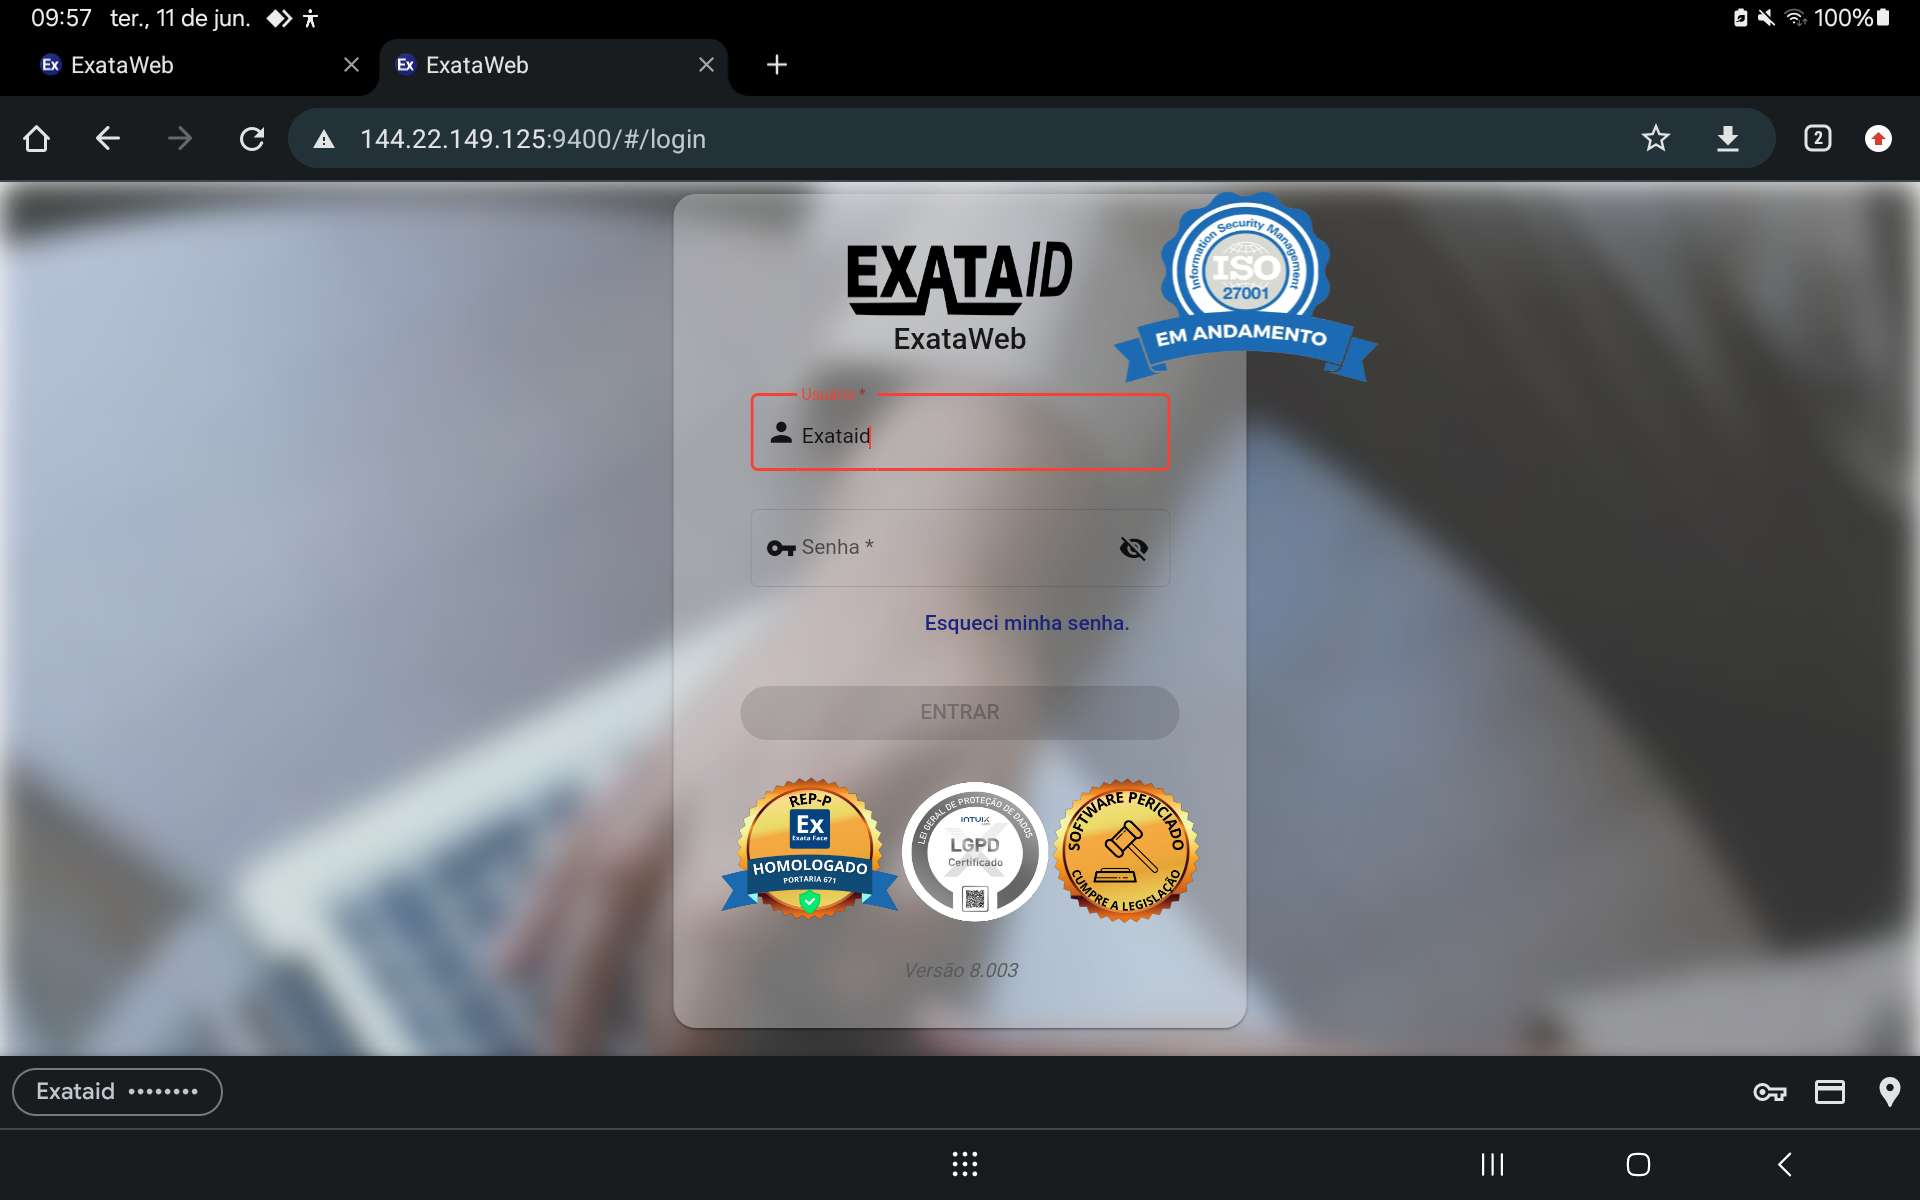 09:57 ter., 11 de jun.
100%
Ex ExataWeb
Ex ExataWeb
144.22.149.125:9400/#/login
2
EXATAID
ExataWeb
Information Security Management
ISO
27001
EM ANDAMENTO
Usuário *
Exataid
Senha *
Esqueci minha senha.
ENTRAR
REP-P
Ex
Exata Face
HOMOLOGADO
PORTARIA 671
LEI GERAL DE PROTEÇÃO DE DADOS
INTUIX
LGPD
Certificado
SOFTWARE PERICIADO
CUMPRE A LEGISLAÇÃO
Versão 8.003
Exataid ••••••••